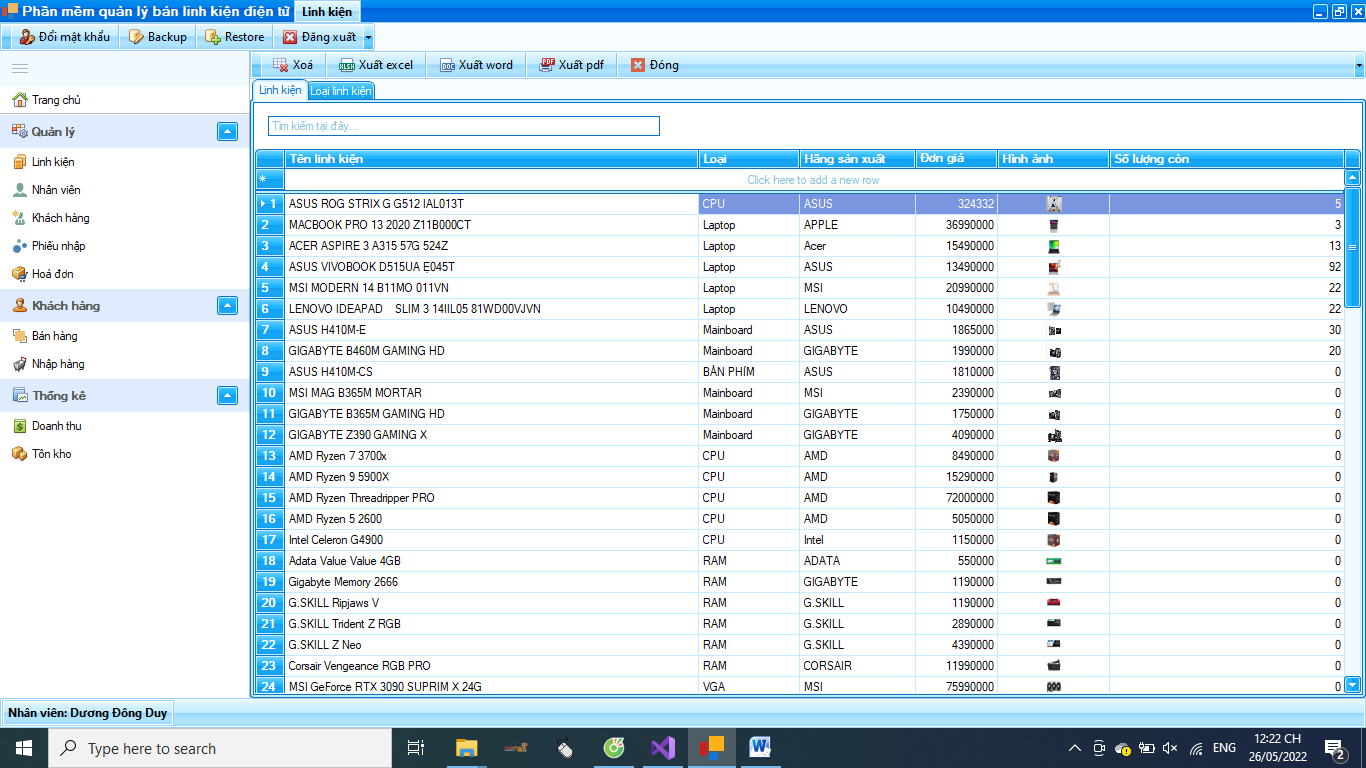 Phần mềm quản lý bán linh kiện điện tử Linh kiện
Đổi mật khẩu Backup Restore Đăng xuất
Xoá Xuất excel Xuất word Xuất pdf Đóng
Linh kiện Loại linh kiện
Trang chủ
Quản lý
Linh kiện
Nhân viên
Khách hàng
Phiếu nhập
Hoá đơn
Khách hàng
Bán hàng
Nhập hàng
Thống kê
Doanh thu
Tồn kho
Tìm kiếm tại đây...
Tên linh kiện Loại Hãng sản xuất Đơn giá Hình ảnh Số lượng còn
Click here to add a new row
1 ASUS ROG STRIX G G512 IAL013T CPU ASUS 324332 5
2 MACBOOK PRO 13 2020 Z11B000CT Laptop APPLE 36990000 3
3 ACER ASPIRE 3 A315 57G 524Z Laptop Acer 15490000 13
4 ASUS VIVOBOOK D515UA E045T Laptop ASUS 13490000 92
5 MSI MODERN 14 B11MO 011VN Laptop MSI 20990000 22
6 LENOVO IDEAPAD SLIM 3 14IIL05 81WD00VJVN Laptop LENOVO 10490000 22
7 ASUS H410M-E Mainboard ASUS 1865000 30
8 GIGABYTE B460M GAMING HD Mainboard GIGABYTE 1990000 20
9 ASUS H410M-CS BÀN PHÍM ASUS 1810000 0
10 MSI MAG B365M MORTAR Mainboard MSI 2390000 0
11 GIGABYTE B365M GAMING HD Mainboard GIGABYTE 1750000 0
12 GIGABYTE Z390 GAMING X Mainboard GIGABYTE 4090000 0
13 AMD Ryzen 7 3700x CPU AMD 8490000 0
14 AMD Ryzen 9 5900X CPU AMD 15290000 0
15 AMD Ryzen Threadripper PRO CPU AMD 72000000 0
16 AMD Ryzen 5 2600 CPU AMD 5050000 0
17 Intel Celeron G4900 CPU Intel 1150000 0
18 Adata Value Value 4GB RAM ADATA 550000 0
19 Gigabyte Memory 2666 RAM GIGABYTE 1190000 0
20 G.SKILL Ripjaws V RAM G.SKILL 1190000 0
21 G.SKILL Trident Z RGB RAM G.SKILL 2890000 0
22 G.SKILL Z Neo RAM G.SKILL 4390000 0
23 Corsair Vengeance RGB PRO RAM CORSAIR 11990000 0
24 MSI GeForce RTX 3090 SUPRIM X 24G VGA MSI 75990000 0
Nhân viên: Dương Đông Duy
Type here to search
ENG
12:22 CH
26/05/2022
2